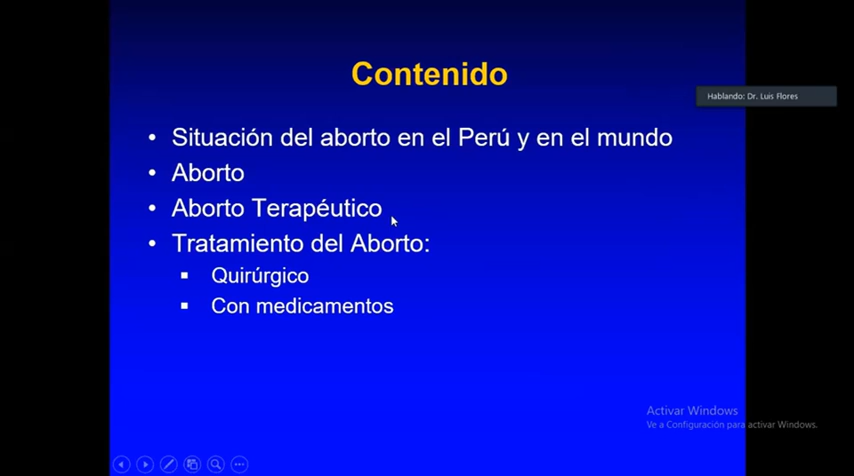 Contenido
Hablando: Dr. Luis Flores
• Situación del aborto en el Perú y en el mundo
• Aborto
• Aborto Terapéutico
• Tratamiento del Aborto:
▪ Quirúrgico
▪ Con medicamentos
Activar Windows
Ve a Configuración para activar Windows.